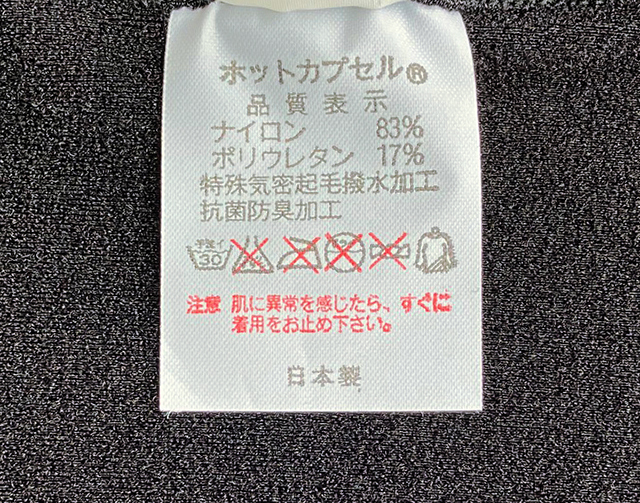 ホットカプセル®
品質表示
ナイロン 83%
ポリウレタン 17%
特殊気密起毛撥水加工
抗菌防臭加工
手洗イ
30
注意 肌に異常を感じたら、すぐに
着用をお止め下さい。
日本製